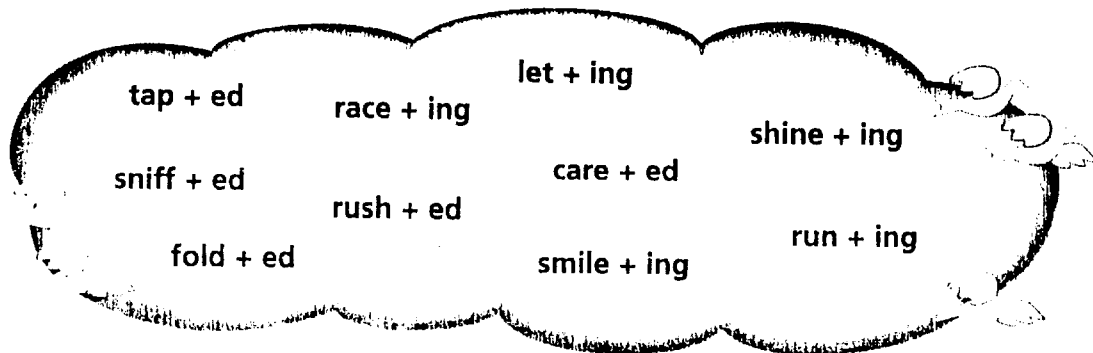 let + ing
tap + ed
race + ing
shine + ing
care + ed
sniff + ed
rush + ed
run + ing
fold + ed
smile + ing